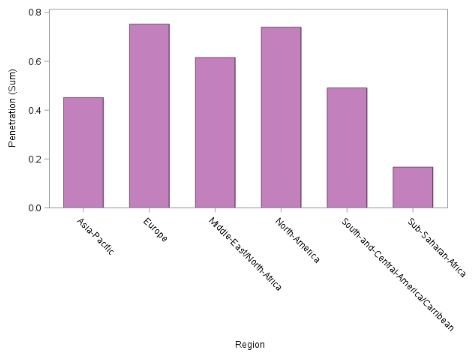 0.8
0.6
0.4
0.2
0.0
Penetration (Sum)
Asia-Pacific
Europe
Middle-East/North-Africa
North-America
South-and-Central-America/Carribean
Sub-Saharan-Africa
Region